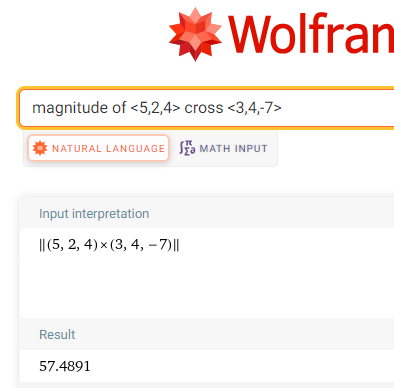 Wolfran
magnitude of <5,2,4> cross <3,4,-7>
NATURAL LANGUAGE
∫π Σ∂ MATH INPUT
Input interpretation
‖(5, 2, 4)×(3, 4, −7)‖
Result
57.4891